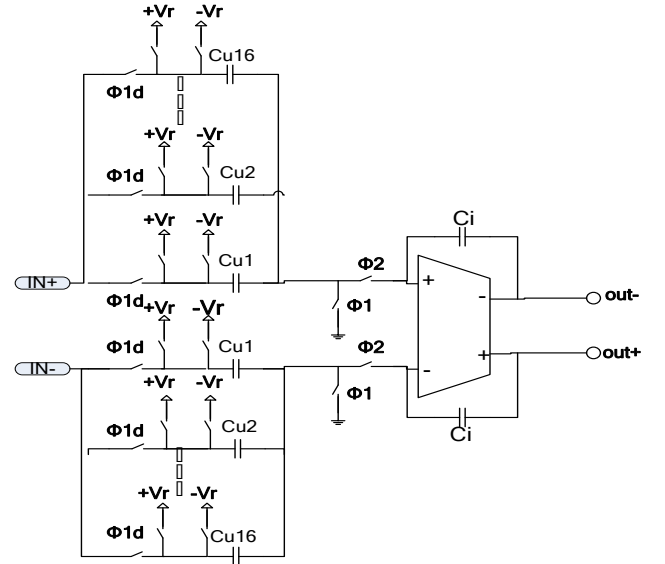 +Vr -Vr
Cu16
Φ1d
+Vr -Vr
Φ1d Cu2
+Vr -Vr
Cu1 Φ2 Ci
IN+ + - out-
Φ1d Φ1
+Vr -Vr
Φ1d Cu1 Φ2 + out+
IN- -
+Vr -Vr Φ1
Φ1d Cu2 Ci
+Vr -Vr
Φ1d Cu16